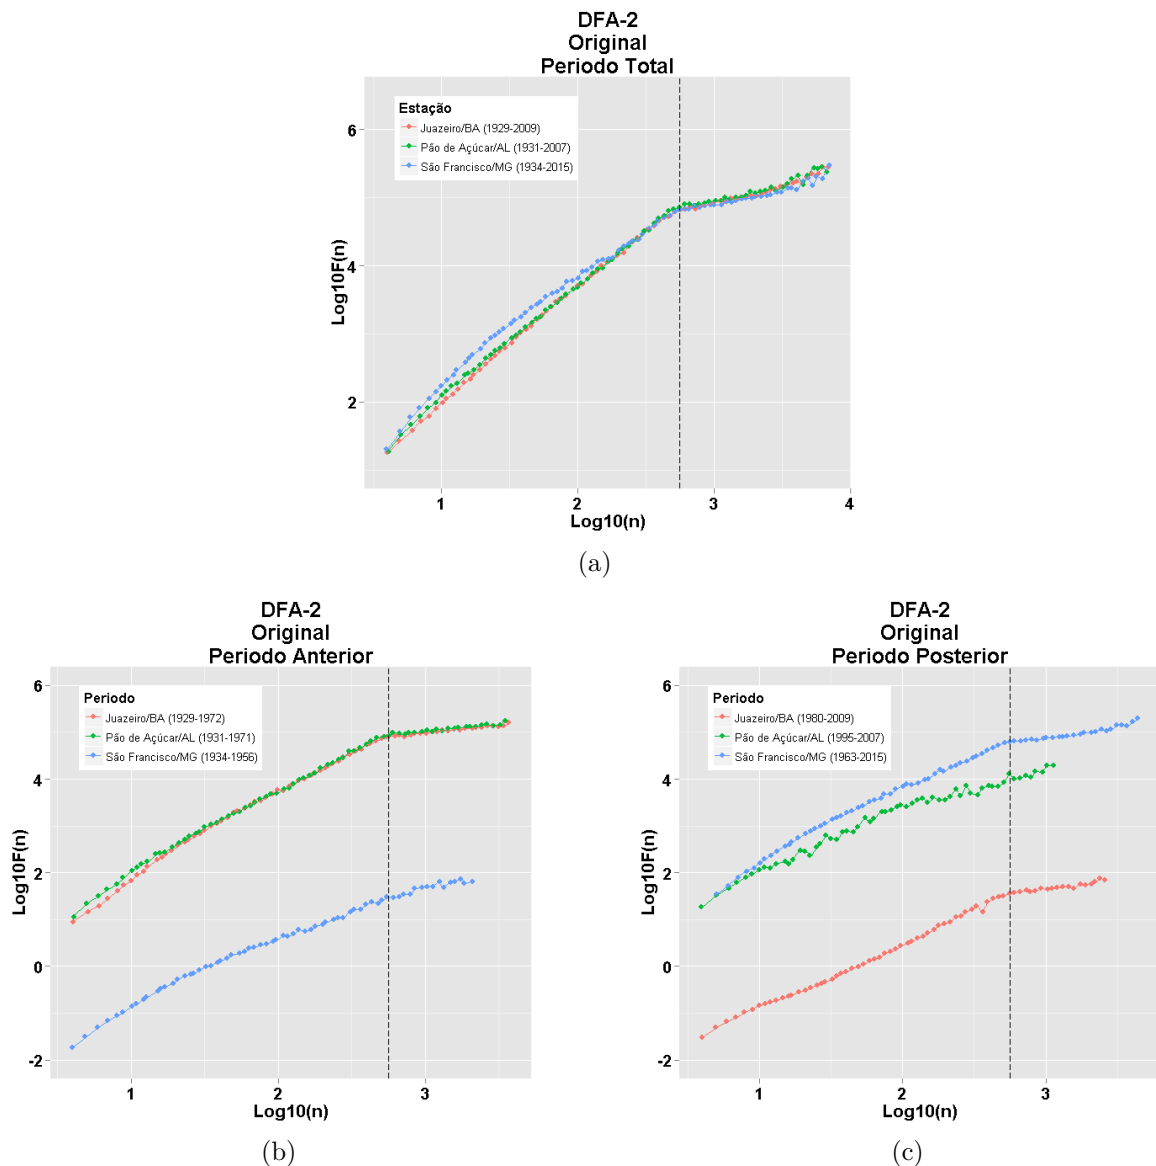 DFA-2
Original
Periodo Total
Estação
Juazeiro/BA (1929-2009)
Pão de Açúcar/AL (1931-2007)
São Francisco/MG (1934-2015)
6
4
2
Log10F(n)
1 2 3 4
Log10(n)
(a)
DFA-2
Original
Periodo Anterior
Periodo
Juazeiro/BA (1929-1972)
Pão de Açúcar/AL (1931-1971)
São Francisco/MG (1934-1956)
6
4
2
0
-2
Log10F(n)
1 2 3
Log10(n)
(b)
DFA-2
Original
Periodo Posterior
Periodo
Juazeiro/BA (1980-2009)
Pão de Açúcar/AL (1995-2007)
São Francisco/MG (1963-2015)
6
4
2
0
-2
Log10F(n)
1 2 3
Log10(n)
(c)